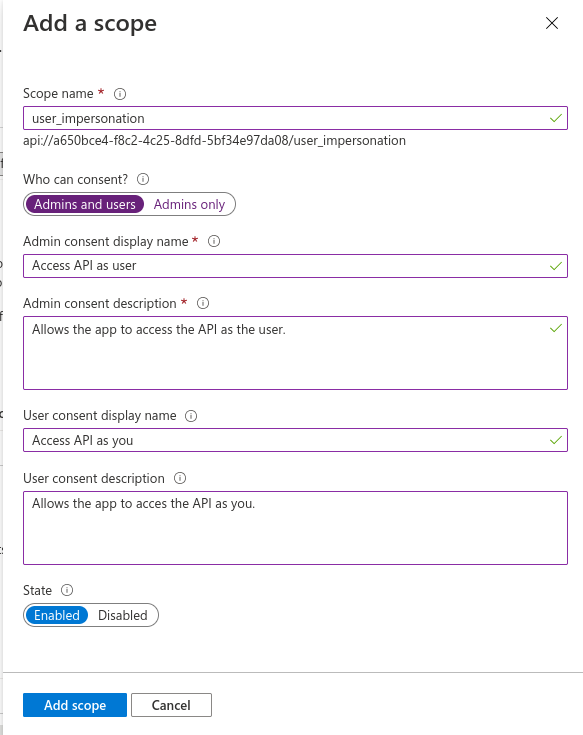 Add a scope
Scope name *
user_impersonation
api://a650bce4-f8c2-4c25-8dfd-5bf34e97da08/user_impersonation
Who can consent?
Admins and users Admins only
Admin consent display name *
Access API as user
Admin consent description *
Allows the app to access the API as the user.
User consent display name
Access API as you
User consent description
Allows the app to acces the API as you.
State
Enabled Disabled
Add scope Cancel